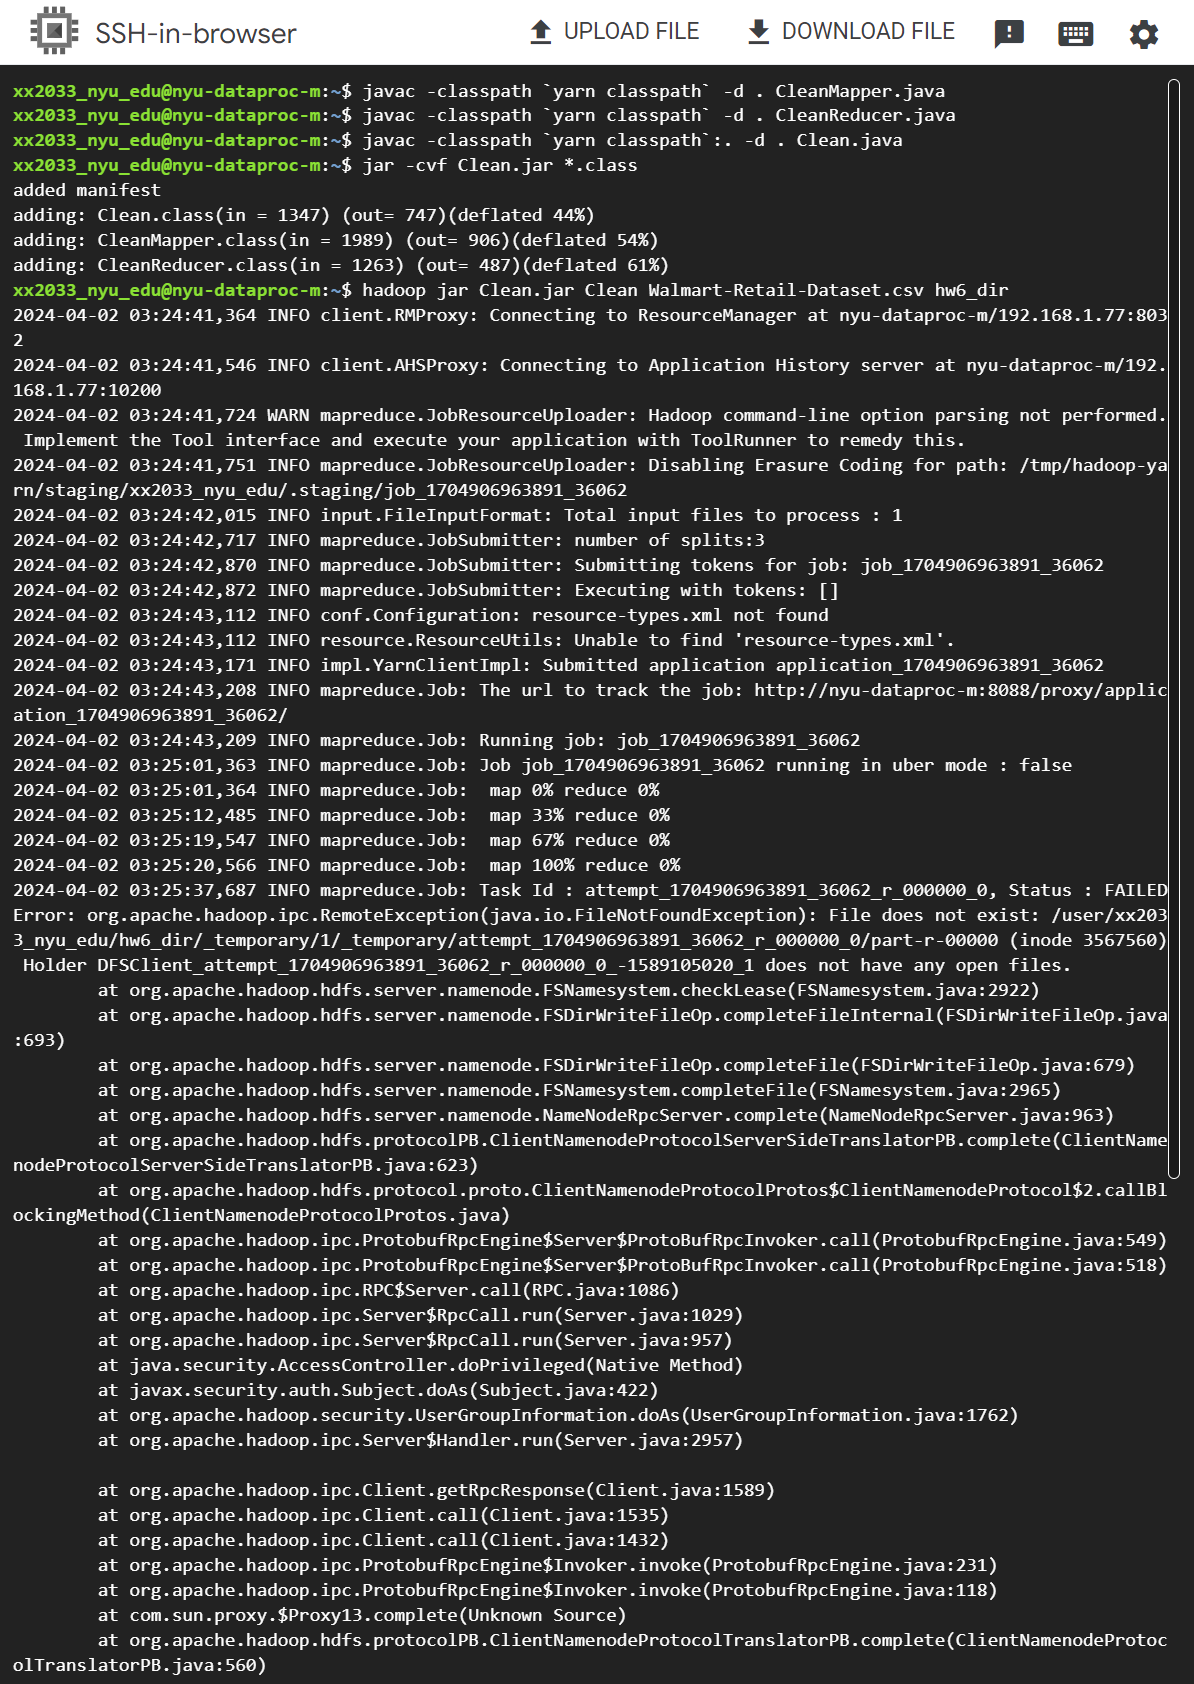 SSH-in-browser
UPLOAD FILE
DOWNLOAD FILE
xx2033_nyu_edu@nyu-dataproc-m:~$ javac -classpath `yarn classpath` -d . CleanMapper.java
xx2033_nyu_edu@nyu-dataproc-m:~$ javac -classpath `yarn classpath` -d . CleanReducer.java
xx2033_nyu_edu@nyu-dataproc-m:~$ javac -classpath `yarn classpath`:. -d . Clean.java
xx2033_nyu_edu@nyu-dataproc-m:~$ jar -cvf Clean.jar *.class
added manifest
adding: Clean.class(in = 1347) (out= 747)(deflated 44%)
adding: CleanMapper.class(in = 1989) (out= 906)(deflated 54%)
adding: CleanReducer.class(in = 1263) (out= 487)(deflated 61%)
xx2033_nyu_edu@nyu-dataproc-m:~$ hadoop jar Clean.jar Clean Walmart-Retail-Dataset.csv hw6_dir
2024-04-02 03:24:41,364 INFO client.RMProxy: Connecting to ResourceManager at nyu-dataproc-m/192.168.1.77:803
2
2024-04-02 03:24:41,546 INFO client.AHSProxy: Connecting to Application History server at nyu-dataproc-m/192.
168.1.77:10200
2024-04-02 03:24:41,724 WARN mapreduce.JobResourceUploader: Hadoop command-line option parsing not performed.
 Implement the Tool interface and execute your application with ToolRunner to remedy this.
2024-04-02 03:24:41,751 INFO mapreduce.JobResourceUploader: Disabling Erasure Coding for path: /tmp/hadoop-ya
rn/staging/xx2033_nyu_edu/.staging/job_1704906963891_36062
2024-04-02 03:24:42,015 INFO input.FileInputFormat: Total input files to process : 1
2024-04-02 03:24:42,717 INFO mapreduce.JobSubmitter: number of splits:3
2024-04-02 03:24:42,870 INFO mapreduce.JobSubmitter: Submitting tokens for job: job_1704906963891_36062
2024-04-02 03:24:42,872 INFO mapreduce.JobSubmitter: Executing with tokens: []
2024-04-02 03:24:43,112 INFO conf.Configuration: resource-types.xml not found
2024-04-02 03:24:43,112 INFO resource.ResourceUtils: Unable to find 'resource-types.xml'.
2024-04-02 03:24:43,171 INFO impl.YarnClientImpl: Submitted application application_1704906963891_36062
2024-04-02 03:24:43,208 INFO mapreduce.Job: The url to track the job: http://nyu-dataproc-m:8088/proxy/applic
ation_1704906963891_36062/
2024-04-02 03:24:43,209 INFO mapreduce.Job: Running job: job_1704906963891_36062
2024-04-02 03:25:01,363 INFO mapreduce.Job: Job job_1704906963891_36062 running in uber mode : false
2024-04-02 03:25:01,364 INFO mapreduce.Job:  map 0% reduce 0%
2024-04-02 03:25:12,485 INFO mapreduce.Job:  map 33% reduce 0%
2024-04-02 03:25:19,547 INFO mapreduce.Job:  map 67% reduce 0%
2024-04-02 03:25:20,566 INFO mapreduce.Job:  map 100% reduce 0%
2024-04-02 03:25:37,687 INFO mapreduce.Job: Task Id : attempt_1704906963891_36062_r_000000_0, Status : FAILED
Error: org.apache.hadoop.ipc.RemoteException(java.io.FileNotFoundException): File does not exist: /user/xx203
3_nyu_edu/hw6_dir/_temporary/1/_temporary/attempt_1704906963891_36062_r_000000_0/part-r-00000 (inode 3567560)
 Holder DFSClient_attempt_1704906963891_36062_r_000000_0_-1589105020_1 does not have any open files.
        at org.apache.hadoop.hdfs.server.namenode.FSNamesystem.checkLease(FSNamesystem.java:2922)
        at org.apache.hadoop.hdfs.server.namenode.FSDirWriteFileOp.completeFileInternal(FSDirWriteFileOp.java
:693)
        at org.apache.hadoop.hdfs.server.namenode.FSDirWriteFileOp.completeFile(FSDirWriteFileOp.java:679)
        at org.apache.hadoop.hdfs.server.namenode.FSNamesystem.completeFile(FSNamesystem.java:2965)
        at org.apache.hadoop.hdfs.server.namenode.NameNodeRpcServer.complete(NameNodeRpcServer.java:963)
        at org.apache.hadoop.hdfs.protocolPB.ClientNamenodeProtocolServerSideTranslatorPB.complete(ClientName
nodeProtocolServerSideTranslatorPB.java:623)
        at org.apache.hadoop.hdfs.protocol.proto.ClientNamenodeProtocolProtos$ClientNamenodeProtocol$2.callBl
ockingMethod(ClientNamenodeProtocolProtos.java)
        at org.apache.hadoop.ipc.ProtobufRpcEngine$Server$ProtoBufRpcInvoker.call(ProtobufRpcEngine.java:549)
        at org.apache.hadoop.ipc.ProtobufRpcEngine$Server$ProtoBufRpcInvoker.call(ProtobufRpcEngine.java:518)
        at org.apache.hadoop.ipc.RPC$Server.call(RPC.java:1086)
        at org.apache.hadoop.ipc.Server$RpcCall.run(Server.java:1029)
        at org.apache.hadoop.ipc.Server$RpcCall.run(Server.java:957)
        at java.security.AccessController.doPrivileged(Native Method)
        at javax.security.auth.Subject.doAs(Subject.java:422)
        at org.apache.hadoop.security.UserGroupInformation.doAs(UserGroupInformation.java:1762)
        at org.apache.hadoop.ipc.Server$Handler.run(Server.java:2957)

        at org.apache.hadoop.ipc.Client.getRpcResponse(Client.java:1589)
        at org.apache.hadoop.ipc.Client.call(Client.java:1535)
        at org.apache.hadoop.ipc.Client.call(Client.java:1432)
        at org.apache.hadoop.ipc.ProtobufRpcEngine$Invoker.invoke(ProtobufRpcEngine.java:231)
        at org.apache.hadoop.ipc.ProtobufRpcEngine$Invoker.invoke(ProtobufRpcEngine.java:118)
        at com.sun.proxy.$Proxy13.complete(Unknown Source)
        at org.apache.hadoop.hdfs.protocolPB.ClientNamenodeProtocolTranslatorPB.complete(ClientNamenodeProtoc
olTranslatorPB.java:560)